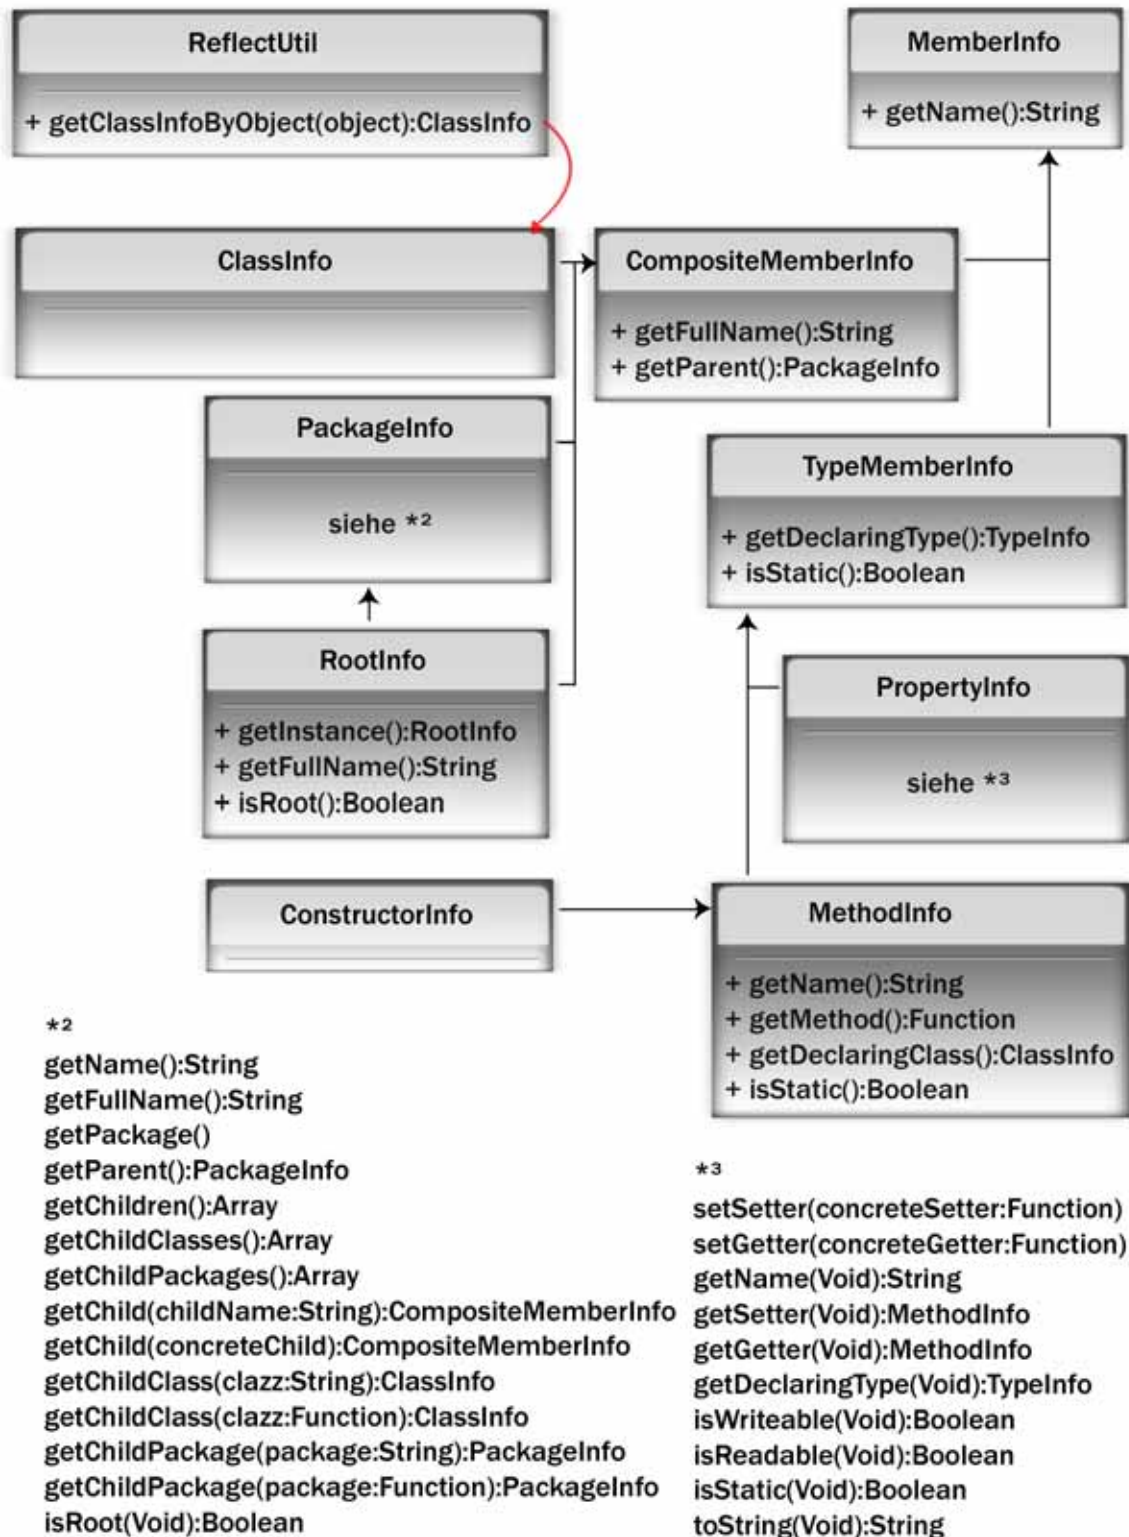 ReflectUtil
+ getClassInfoByObject(object):ClassInfo
MemberInfo
+ getName():String
ClassInfo
CompositeMemberInfo
+ getFullName():String
+ getParent():PackageInfo
PackageInfo
siehe *²
TypeMemberInfo
+ getDeclaringType():TypeInfo
+ isStatic():Boolean
RootInfo
+ getInstance():RootInfo
+ getFullName():String
+ isRoot():Boolean
PropertyInfo
siehe *³
ConstructorInfo
MethodInfo
+ getName():String
+ getMethod():Function
+ getDeclaringClass():ClassInfo
+ isStatic():Boolean
*²
getName():String
getFullName():String
getPackage()
getParent():PackageInfo
getChildren():Array
getChildClasses():Array
getChildPackages():Array
getChild(childName:String):CompositeMemberInfo
getChild(concreteChild):CompositeMemberInfo
getChildClass(clazz:String):ClassInfo
getChildClass(clazz:Function):ClassInfo
getChildPackage(package:String):PackageInfo
getChildPackage(package:Function):PackageInfo
isRoot(Void):Boolean
*³
setSetter(concreteSetter:Function)
setGetter(concreteGetter:Function)
getName(Void):String
getSetter(Void):MethodInfo
getGetter(Void):MethodInfo
getDeclaringType(Void):TypeInfo
isWriteable(Void):Boolean
isReadable(Void):Boolean
isStatic(Void):Boolean
toString(Void):String